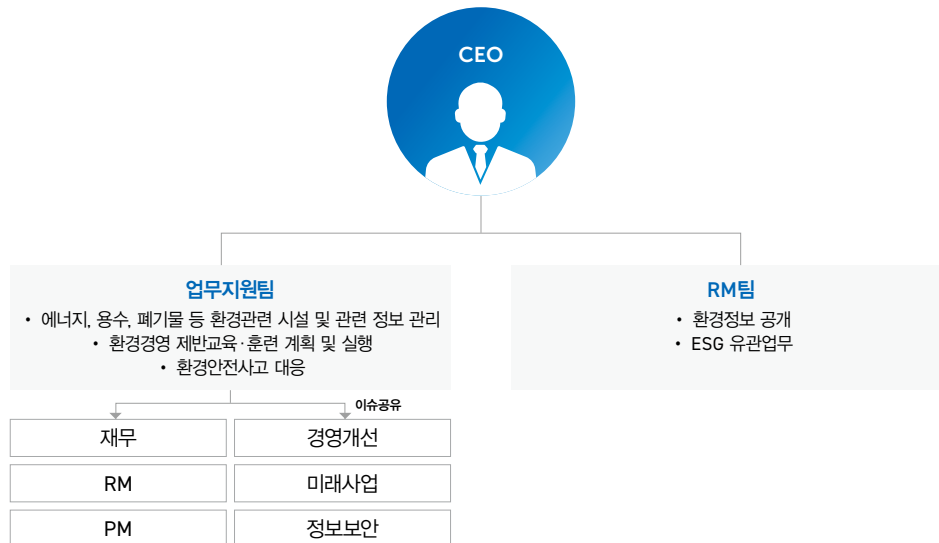 CEO
업무지원팀
• 에너지, 용수, 폐기물 등 환경관련 시설 및 관련 정보 관리
• 환경경영 제반교육·훈련 계획 및 실행
• 환경안전사고 대응
RM팀
• 환경정보 공개
• ESG 유관업무
이슈공유
재무
경영개선
RM
미래사업
PM
정보보안